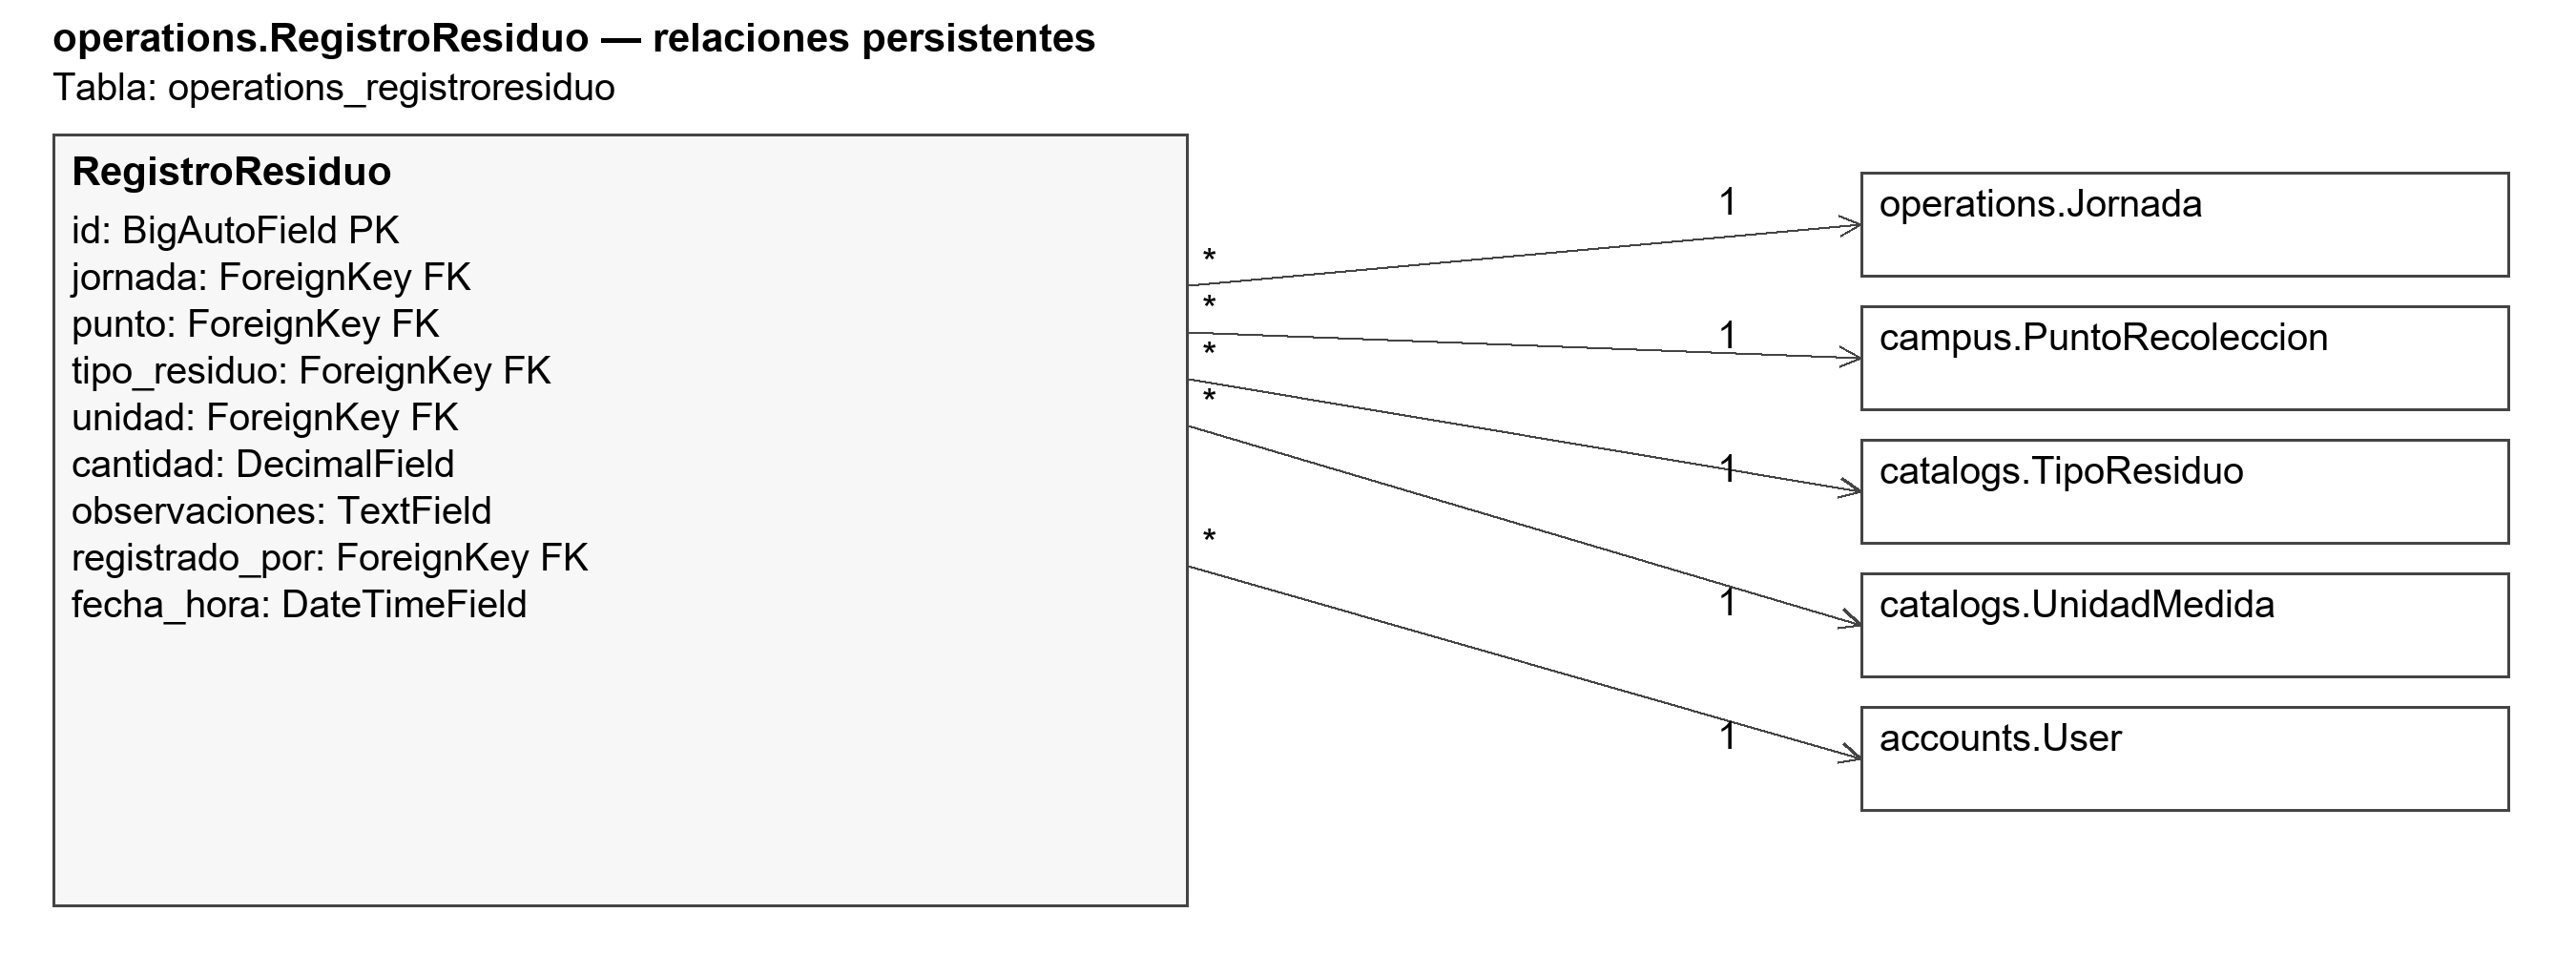 operations.RegistroResiduo — relaciones persistentes
Tabla: operations_registroresiduo
RegistroResiduo
id: BigAutoField PK
jornada: ForeignKey FK
punto: ForeignKey FK
tipo_residuo: ForeignKey FK
unidad: ForeignKey FK
cantidad: DecimalField
observaciones: TextField
registrado_por: ForeignKey FK
fecha_hora: DateTimeField
*
1
operations.Jornada
*
1
campus.PuntoRecoleccion
*
1
catalogs.TipoResiduo
*
1
catalogs.UnidadMedida
*
1
accounts.User